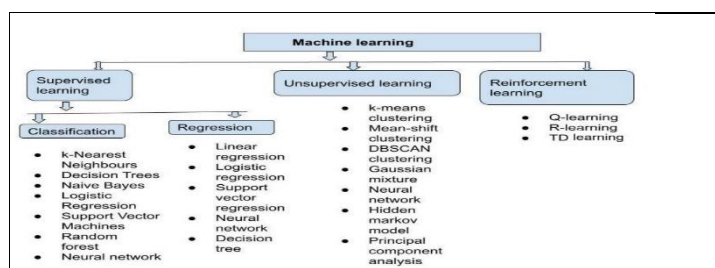 Machine learning
Supervised
learning
Unsupervised learning
Reinforcement
learning
Classification
k-Nearest
Neighbours
Decision Trees
Naive Bayes
Logistic
Regression
Support Vector
Machines
Random
forest
Neural network
Regression
Linear
regression
Logistic
regression
Support
vector
regression
Neural
network
Decision
tree
k-means
clustering
Mean-shift
clustering
DBSCAN
clustering
Gaussian
mixture
Neural
network
Hidden
markov
model
Principal
component
analysis
Q-learning
R-learning
TD learning